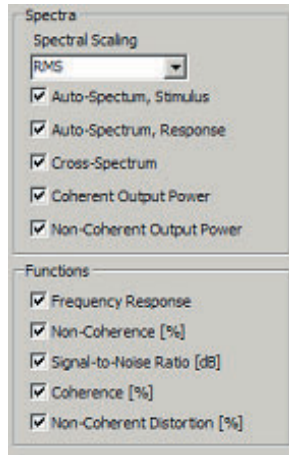 Spectra
Spectral Scaling
RMS
Auto-Spectum, Stimulus
Auto-Spectrum, Response
Cross-Spectrum
Coherent Output Power
Non-Coherent Output Power
Functions
Frequency Response
Non-Coherence [%]
Signal-to-Noise Ratio [dB]
Coherence [%]
Non-Coherent Distortion [%]